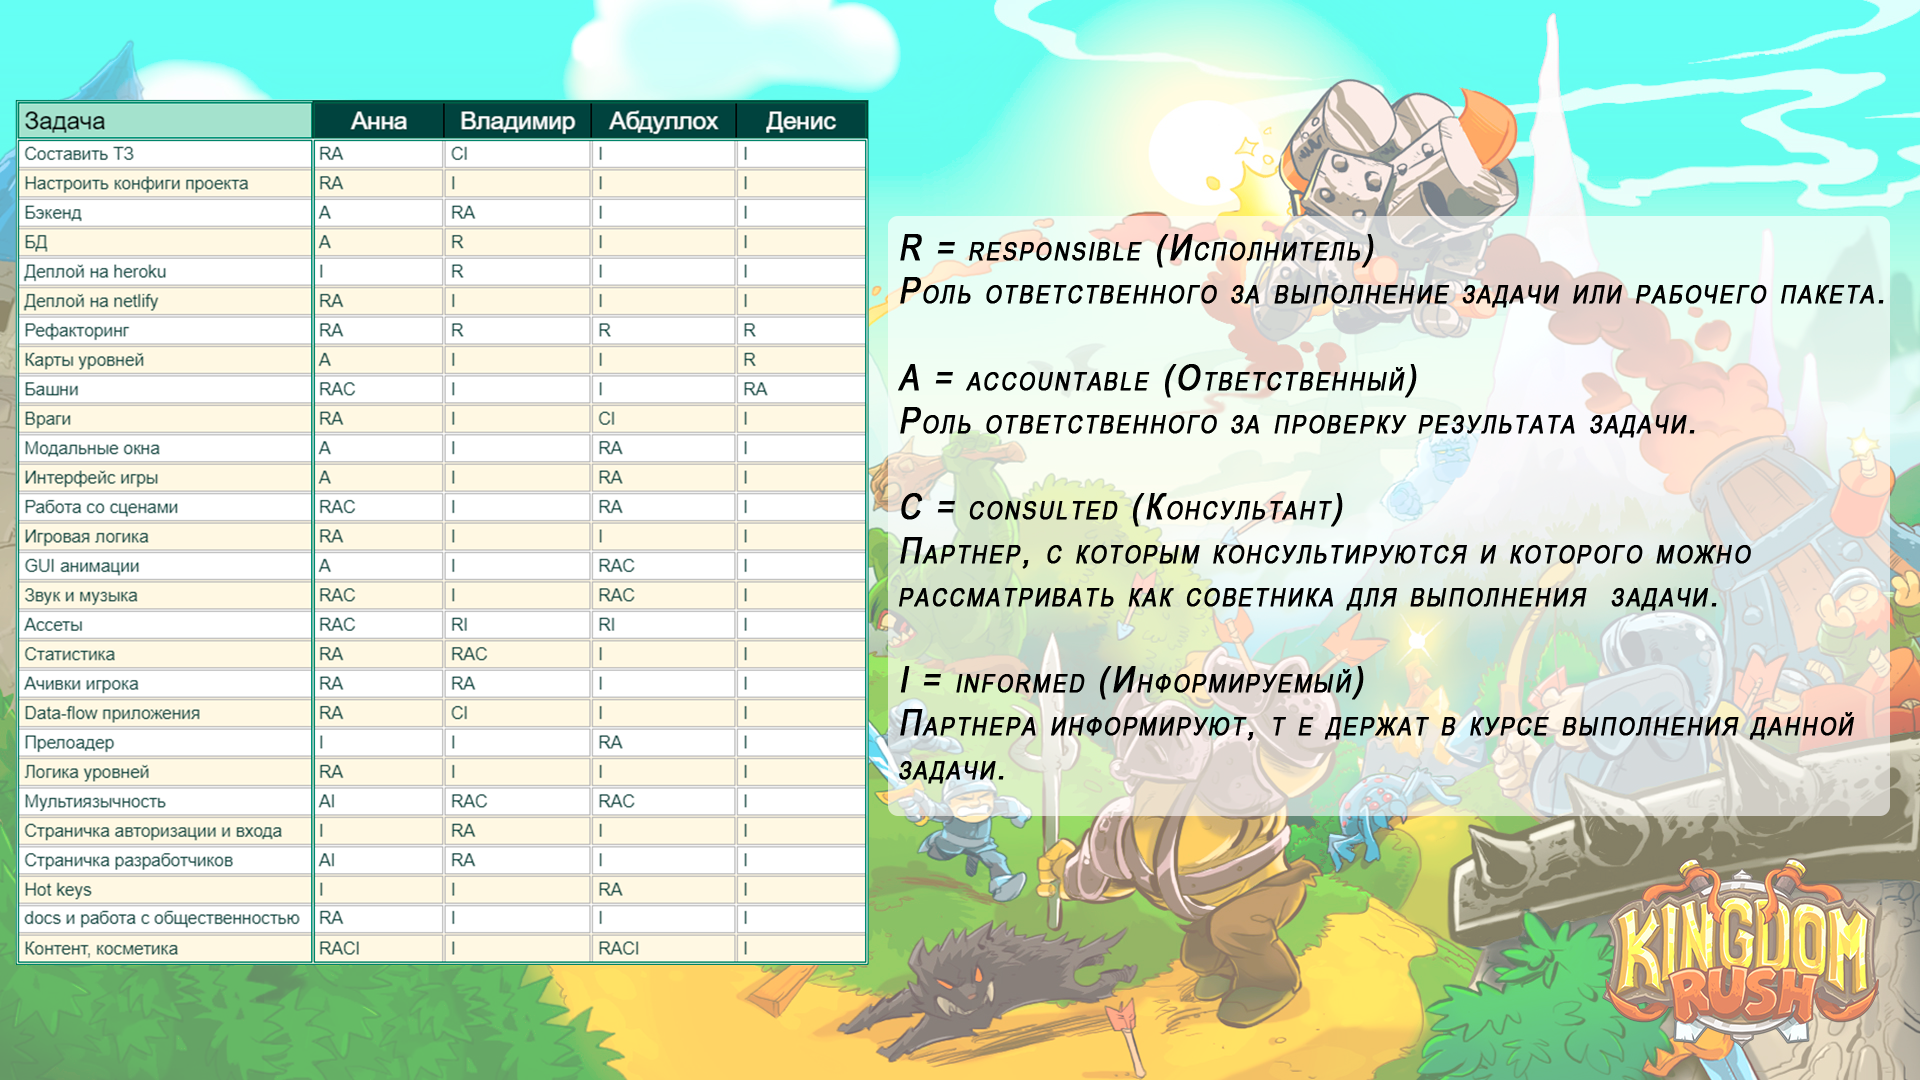 Задача Анна Владимир Абдуллох Денис
Составить ТЗ RA CI I I
Настроить конфиги проекта RA I I I
Бэкенд A RA I I
БД A R I I
Деплой на heroku I R I I
Деплой на netlify RA I I I
Рефакторинг RA R R R
Карты уровней A I I R
Башни RAC I I RA
Враги RA I CI I
Модальные окна A I RA I
Интерфейс игры A I RA I
Работа со сценами RAC I RA I
Игровая логика RA I I I
GUI анимации A I RAC I
Звук и музыка RAC I RAC I
Ассеты RAC RI RI I
Статистика RA RAC I I
Ачивки игрока RA RA I I
Data-flow приложения RA CI I I
Прелоадер I I RA I
Логика уровней RA I I I
Мультиязычность AI RAC RAC I
Страничка авторизации и входа I RA I I
Страничка разработчиков AI RA I I
Hot keys I I RA I
docs и работа с общественностью RA I I I
Контент, косметика RACI I RACI I
R = responsible (Исполнитель)
Роль ответственного за выполнение задачи или рабочего пакета.
A = accountable (Ответственный)
Роль ответственного за проверку результата задачи.
C = consulted (Консультант)
Партнер, с которым консультируются и которого можно
рассматривать как советника для выполнения задачи.
I = informed (Информируемый)
Партнера информируют, т е держат в курсе выполнения данной
задачи.
KINGDOM
RUSH